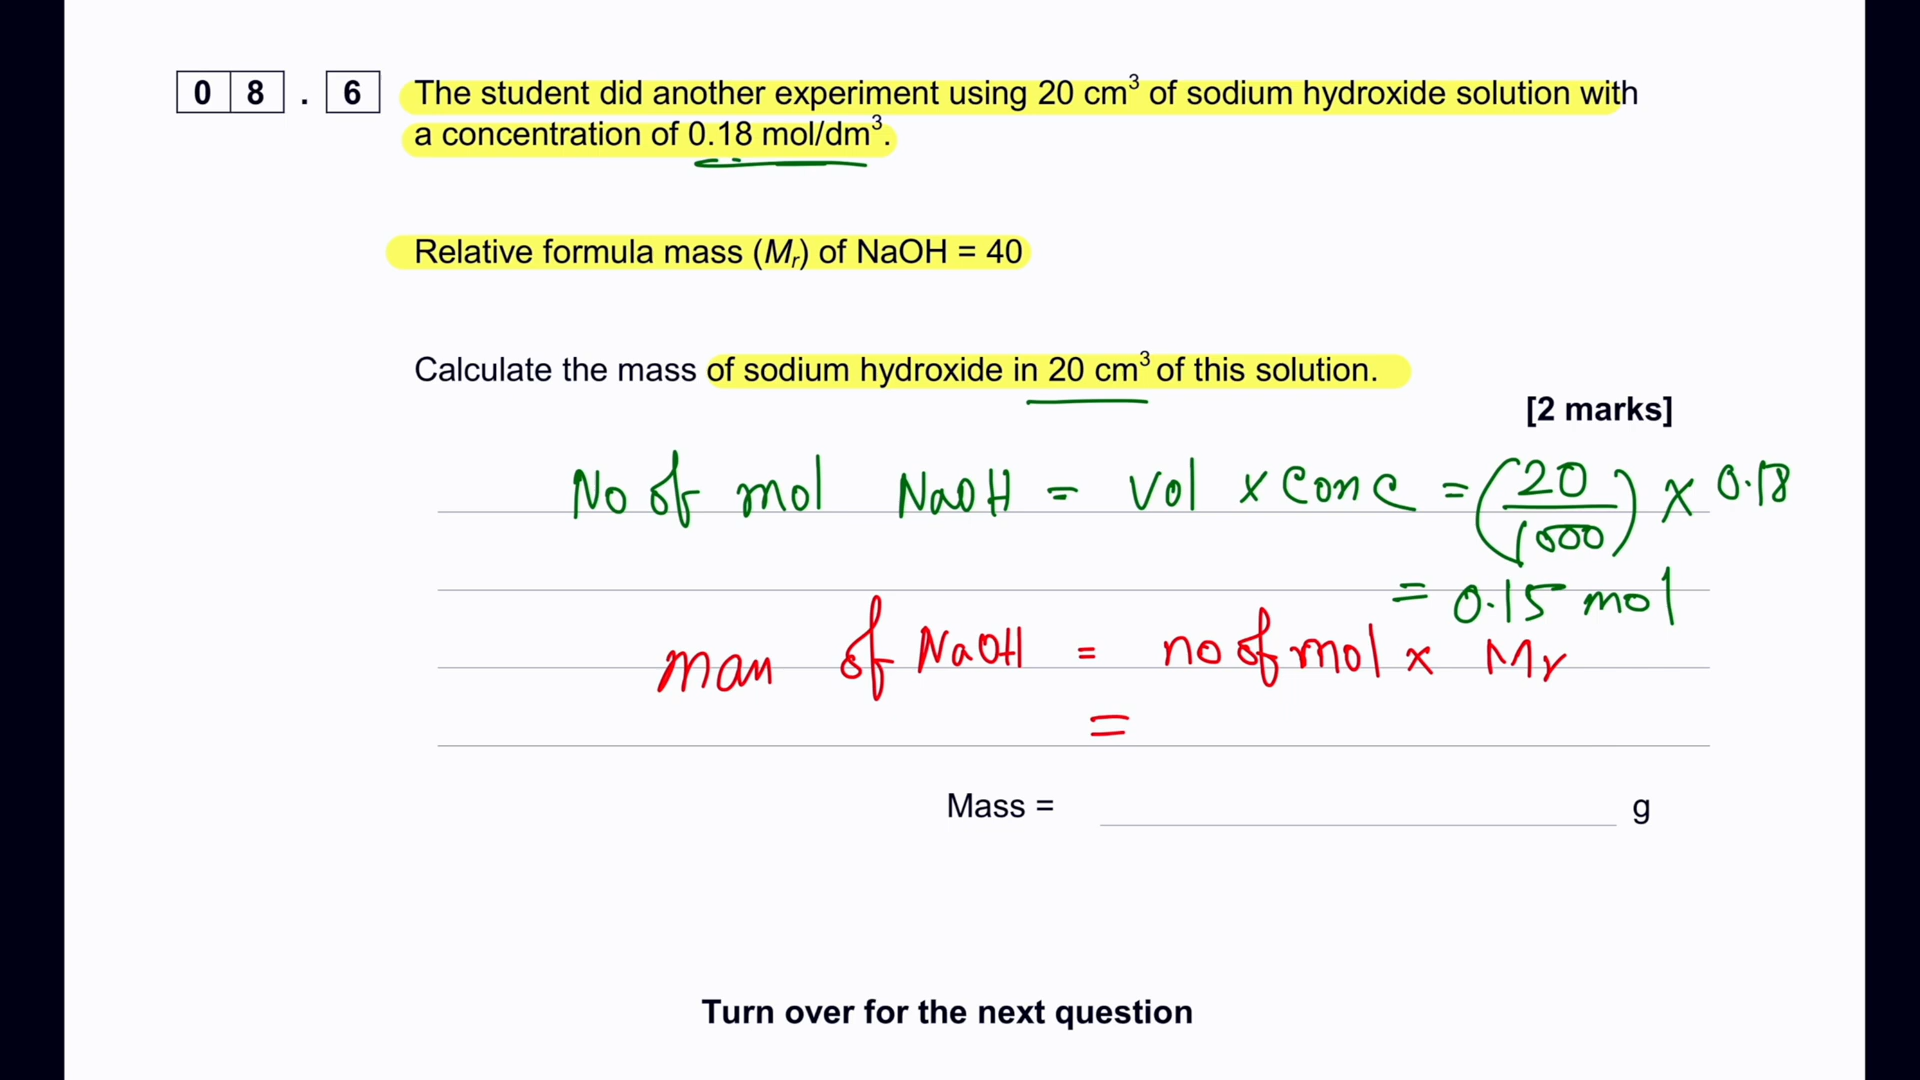 08.6 The student did another experiment using 20 cm³ of sodium hydroxide solution with
a concentration of 0.18 mol/dm³.
Relative formula mass (Mᵣ) of NaOH = 40
Calculate the mass of sodium hydroxide in 20 cm³ of this solution.
[2 marks]
No of mol NaOH = Vol × Conc = (20/1000) × 0.18
= 0.15 mol
mass of NaOH = no of mol × Mr
=
Mass = g
Turn over for the next question